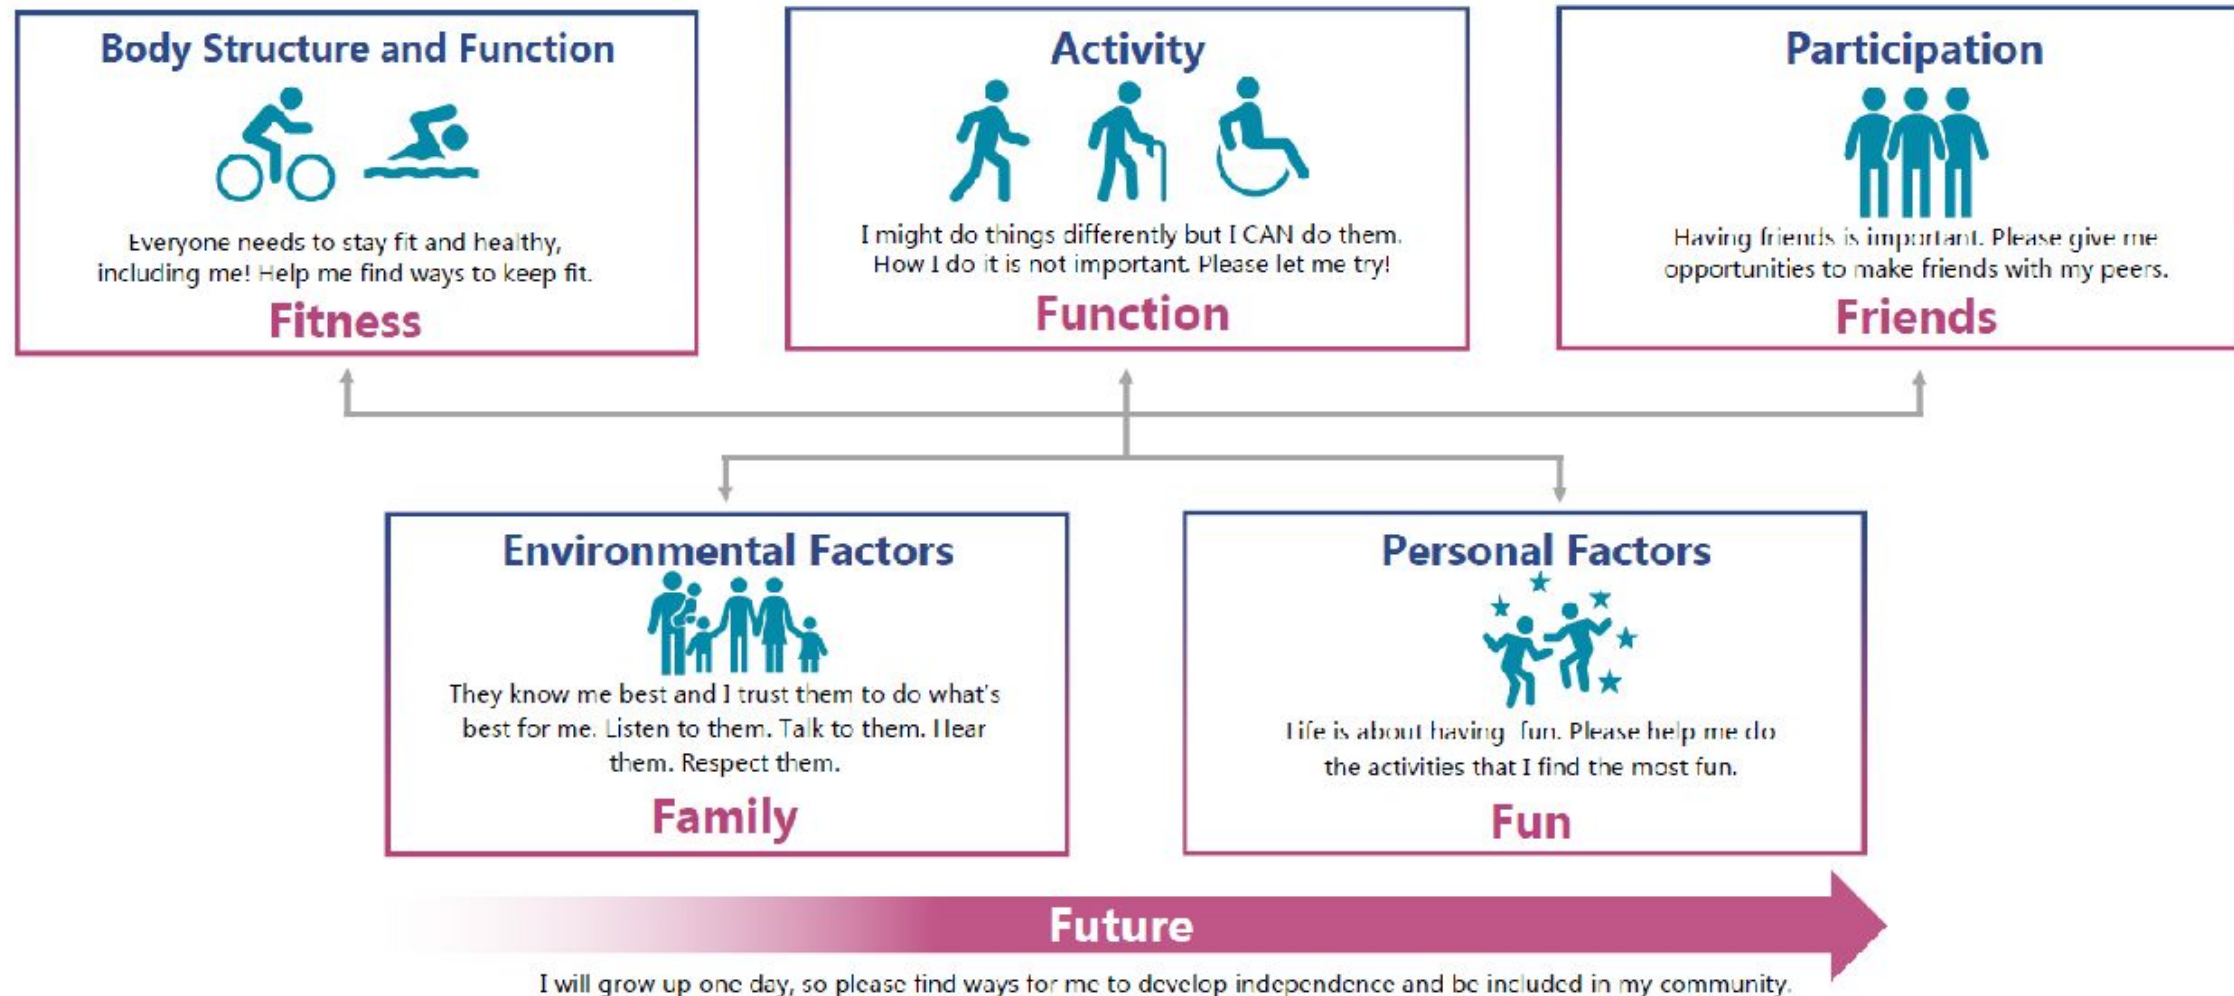 Body Structure and Function
Everyone needs to stay fit and healthy,
including me! Help me find ways to keep fit.
Fitness
Activity
I might do things differently but I CAN do them.
How I do it is not important. Please let me try!
Function
Participation
Having friends is important. Please give me
opportunities to make friends with my peers.
Friends
Environmental Factors
They know me best and I trust them to do what's
best for me. Listen to them. Talk to them. Hear
them. Respect them.
Family
Personal Factors
Life is about having fun. Please help me do
the activities that I find the most fun.
Fun
Future
I will grow up one day, so please find ways for me to develop independence and be included in my community.